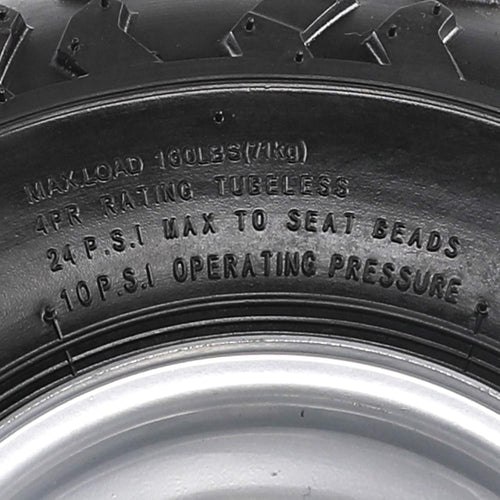 MAX.LOAD 160LBS(71kg)
4PR RATING TUBELESS
24 P.S.I MAX TO SEAT BEADS
10 P.S.I OPERATING PRESSURE